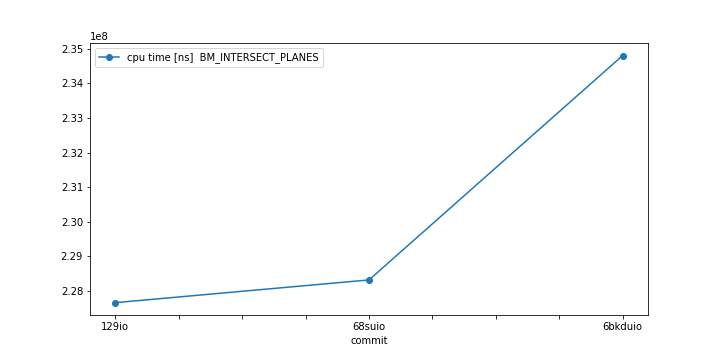 1e8
cpu time [ns]  BM_INTERSECT_PLANES
2.35
2.34
2.33
2.32
2.31
2.30
2.29
2.28
129io 68suio 6bkduio
commit